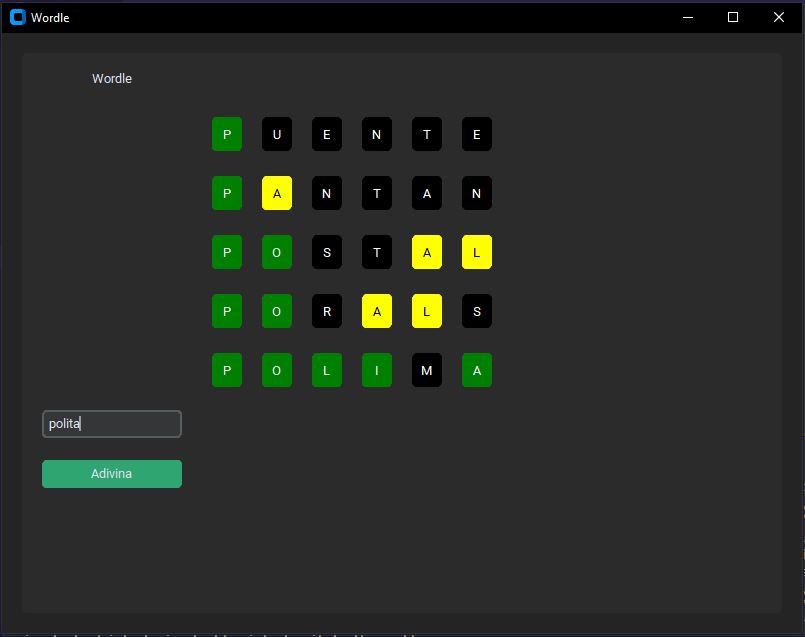 Wordle
Wordle
P U E N T E
P A N T A N
P O S T A L
P O R A L S
P O L I M A
polita
Adivina